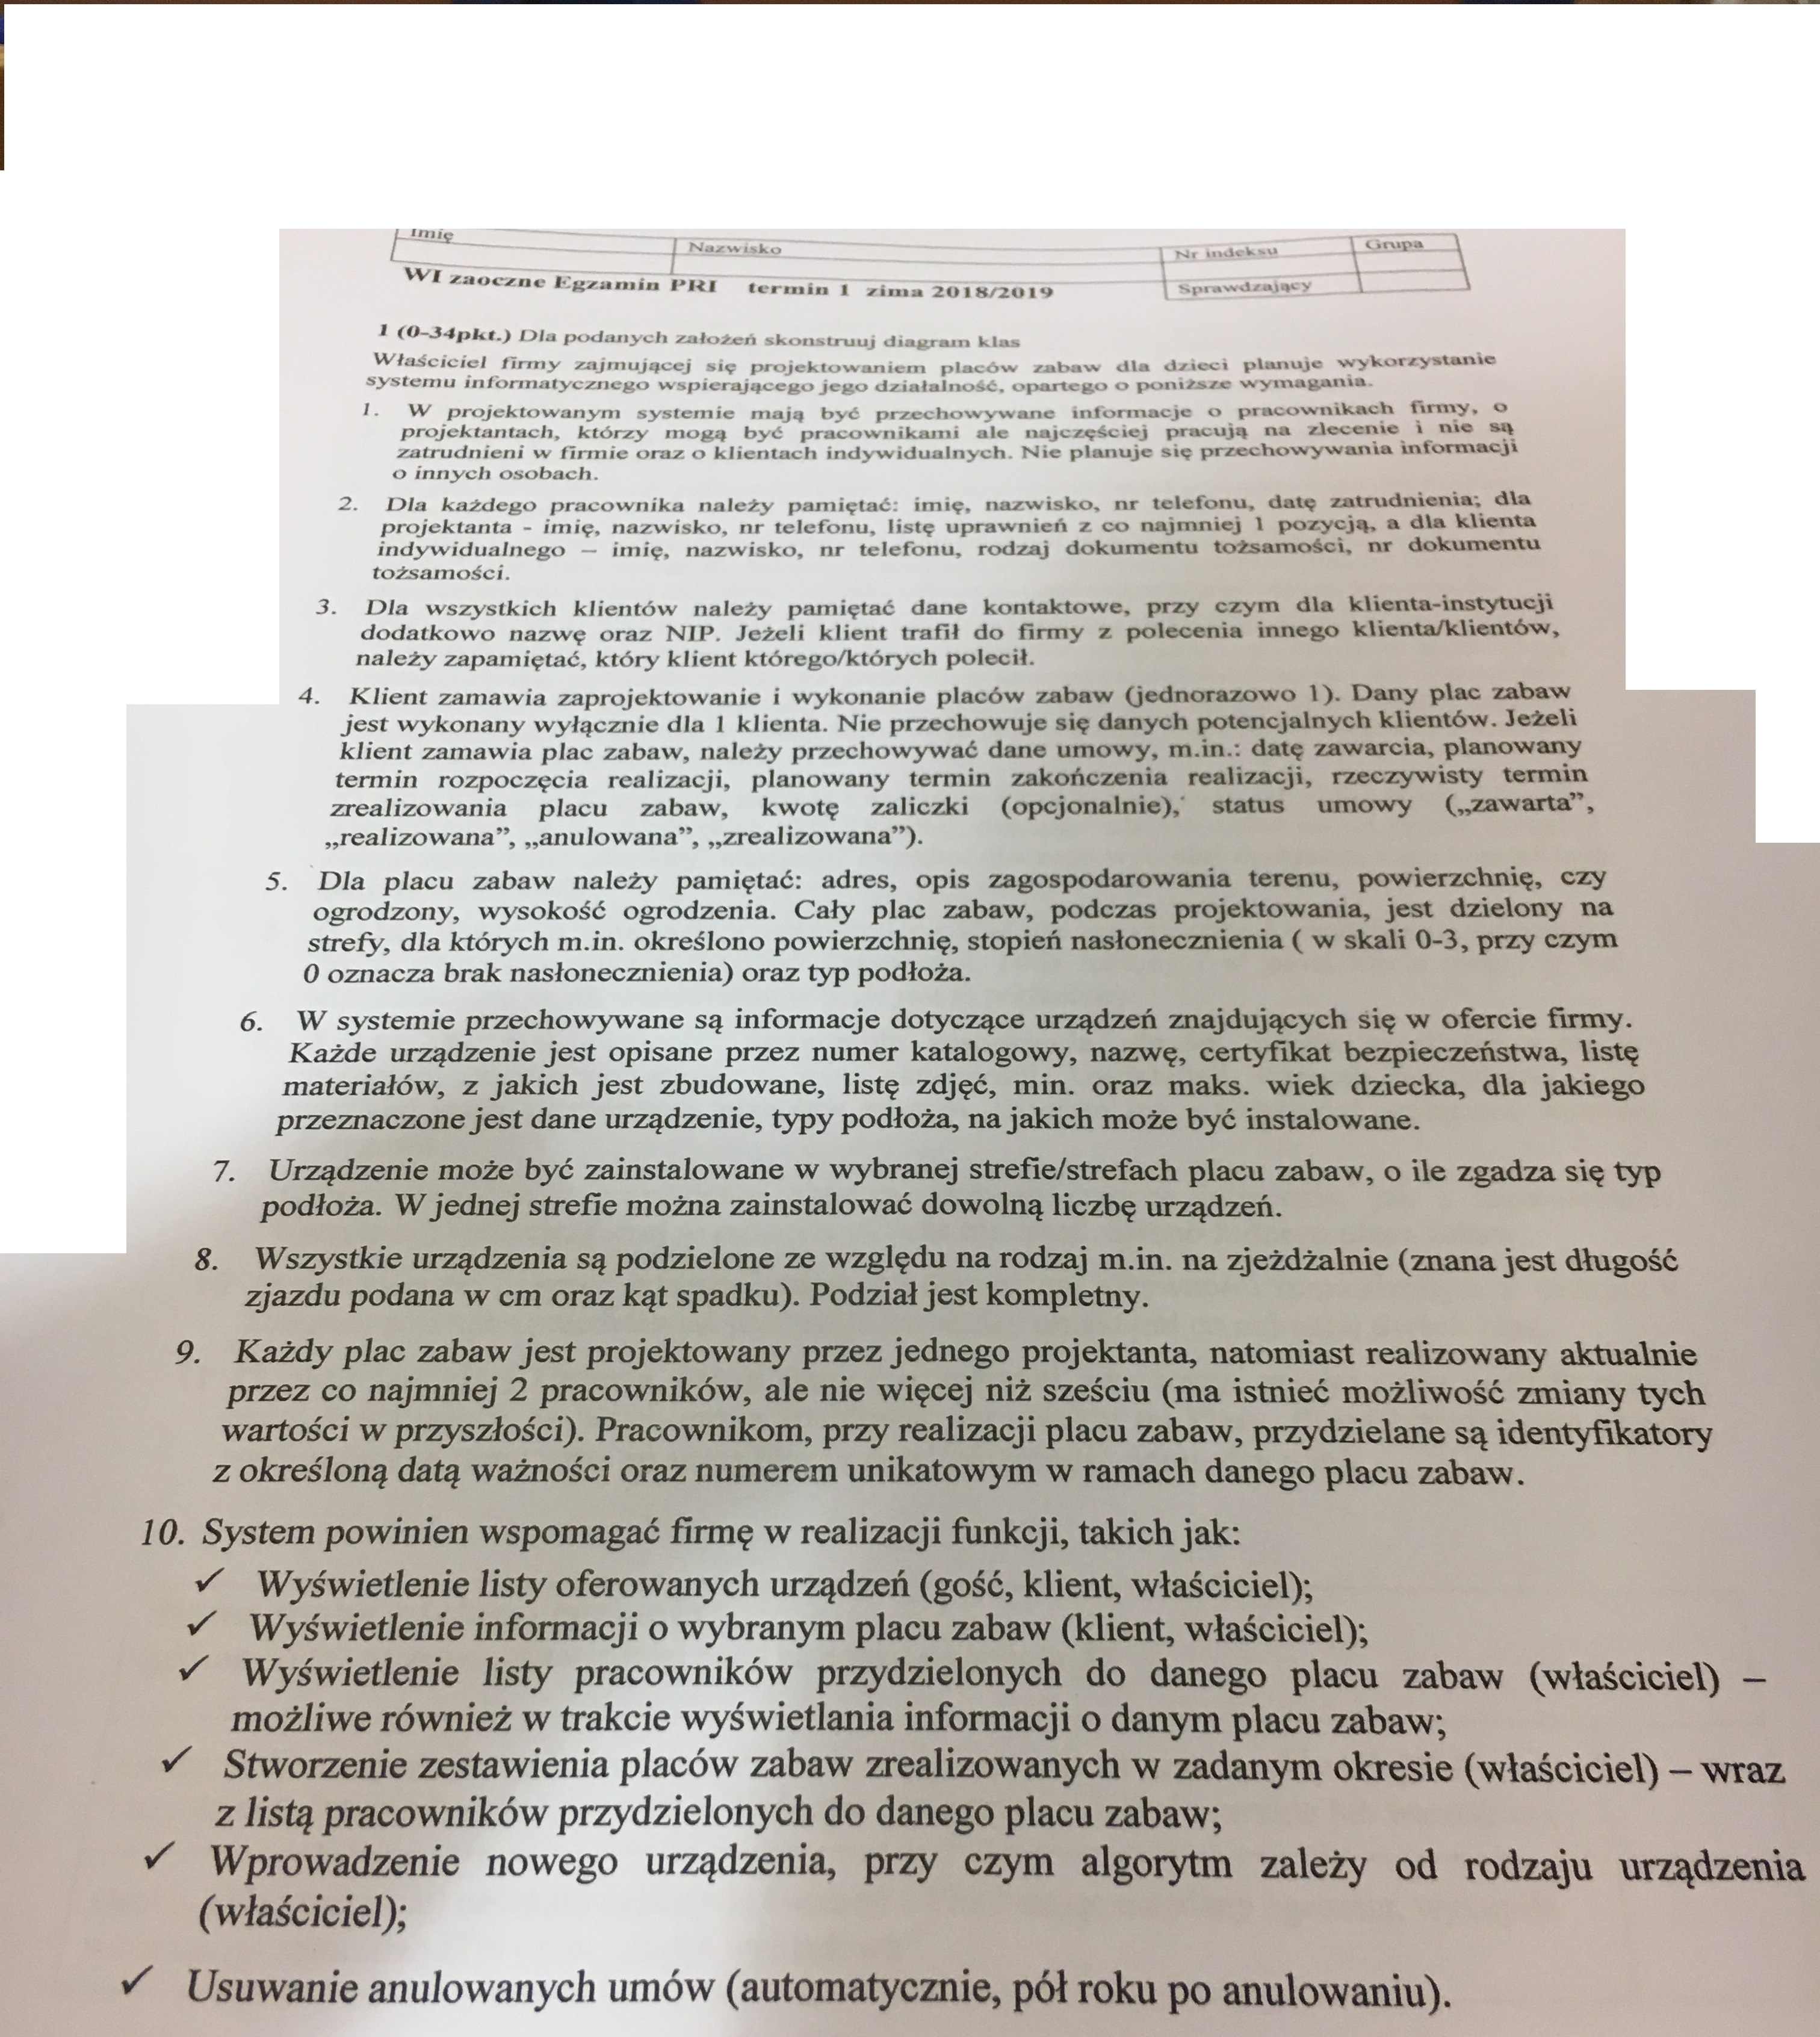 Imię
Nazwisko
Nr indeksu
Grupa
WI zaoczne Egzamin PRI termin 1 zima 2018/2019
Sprawdzający
1 (0-34pkt.) Dla podanych założeń skonstruuj diagram klas
Właściciel firmy zajmującej się projektowaniem placów zabaw dla dzieci planuje wykorzystanie
systemu informatycznego wspierającego jego działalność, opartego o poniższe wymagania.
1. W projektowanym systemie mają być przechowywane informacje o pracownikach firmy, o
projektantach, którzy mogą być pracownikami ale najczęściej pracują na zlecenie i nie są
zatrudnieni w firmie oraz o klientach indywidualnych. Nie planuje się przechowywania informacji
o innych osobach.
2. Dla każdego pracownika należy pamiętać: imię, nazwisko, nr telefonu, datę zatrudnienia; dla
projektanta - imię, nazwisko, nr telefonu, listę uprawnień z co najmniej 1 pozycją, a dla klienta
indywidualnego – imię, nazwisko, nr telefonu, rodzaj dokumentu tożsamości, nr dokumentu
tożsamości.
3. Dla wszystkich klientów należy pamiętać dane kontaktowe, przy czym dla klienta-instytucji
dodatkowo nazwę oraz NIP. Jeżeli klient trafił do firmy z polecenia innego klienta/klientów,
należy zapamiętać, który klient którego/których polecił.
4. Klient zamawia zaprojektowanie i wykonanie placów zabaw (jednorazowo 1). Dany plac zabaw
jest wykonany wyłącznie dla 1 klienta. Nie przechowuje się danych potencjalnych klientów. Jeżeli
klient zamawia plac zabaw, należy przechowywać dane umowy, m.in.: datę zawarcia, planowany
termin rozpoczęcia realizacji, planowany termin zakończenia realizacji, rzeczywisty termin
zrealizowania placu zabaw, kwotę zaliczki (opcjonalnie), status umowy („zawarta”,
„realizowana”, „anulowana”, „zrealizowana”).
5. Dla placu zabaw należy pamiętać: adres, opis zagospodarowania terenu, powierzchnię, czy
ogrodzony, wysokość ogrodzenia. Cały plac zabaw, podczas projektowania, jest dzielony na
strefy, dla których m.in. określono powierzchnię, stopień nasłonecznienia ( w skali 0-3, przy czym
0 oznacza brak nasłonecznienia) oraz typ podłoża.
6. W systemie przechowywane są informacje dotyczące urządzeń znajdujących się w ofercie firmy.
Każde urządzenie jest opisane przez numer katalogowy, nazwę, certyfikat bezpieczeństwa, listę
materiałów, z jakich jest zbudowane, listę zdjęć, min. oraz maks. wiek dziecka, dla jakiego
przeznaczone jest dane urządzenie, typy podłoża, na jakich może być instalowane.
7. Urządzenie może być zainstalowane w wybranej strefie/strefach placu zabaw, o ile zgadza się typ
podłoża. W jednej strefie można zainstalować dowolną liczbę urządzeń.
8. Wszystkie urządzenia są podzielone ze względu na rodzaj m.in. na zjeżdżalnie (znana jest długość
zjazdu podana w cm oraz kąt spadku). Podział jest kompletny.
9. Każdy plac zabaw jest projektowany przez jednego projektanta, natomiast realizowany aktualnie
przez co najmniej 2 pracowników, ale nie więcej niż sześciu (ma istnieć możliwość zmiany tych
wartości w przyszłości). Pracownikom, przy realizacji placu zabaw, przydzielane są identyfikatory
z określoną datą ważności oraz numerem unikatowym w ramach danego placu zabaw.
10. System powinien wspomagać firmę w realizacji funkcji, takich jak:
✓ Wyświetlenie listy oferowanych urządzeń (gość, klient, właściciel);
✓ Wyświetlenie informacji o wybranym placu zabaw (klient, właściciel);
✓ Wyświetlenie listy pracowników przydzielonych do danego placu zabaw (właściciel) –
możliwe również w trakcie wyświetlania informacji o danym placu zabaw;
✓ Stworzenie zestawienia placów zabaw zrealizowanych w zadanym okresie (właściciel) – wraz
z listą pracowników przydzielonych do danego placu zabaw;
✓ Wprowadzenie nowego urządzenia, przy czym algorytm zależy od rodzaju urządzenia
(właściciel);
✓ Usuwanie anulowanych umów (automatycznie, pół roku po anulowaniu).